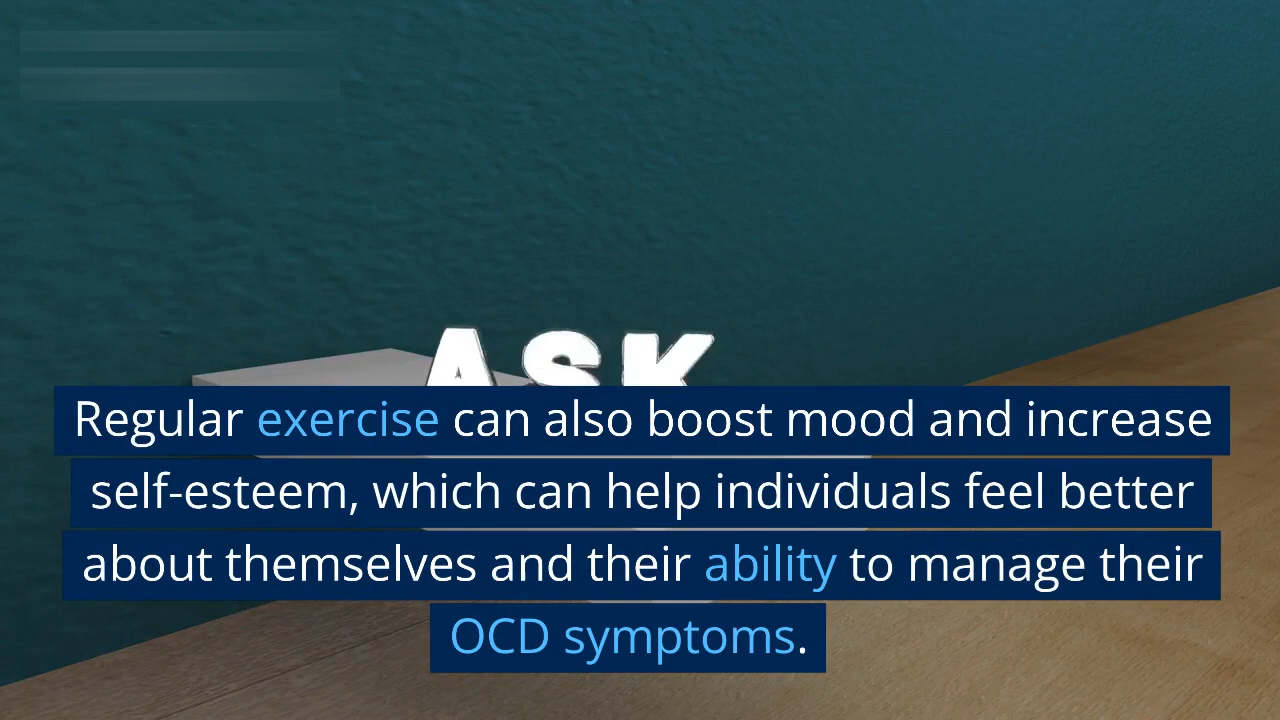 ASK
Regular exercise can also boost mood and increase
self-esteem, which can help individuals feel better
about themselves and their ability to manage their
OCD symptoms.